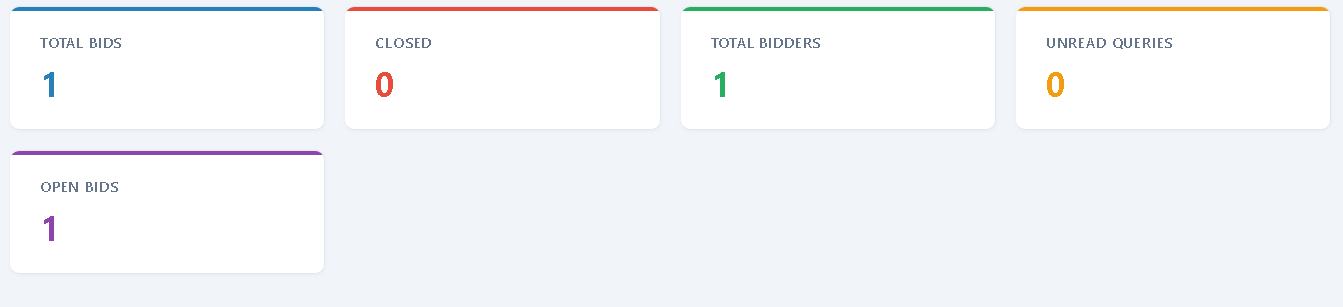 TOTAL BIDS
1
CLOSED
0
TOTAL BIDDERS
1
UNREAD QUERIES
0
OPEN BIDS
1